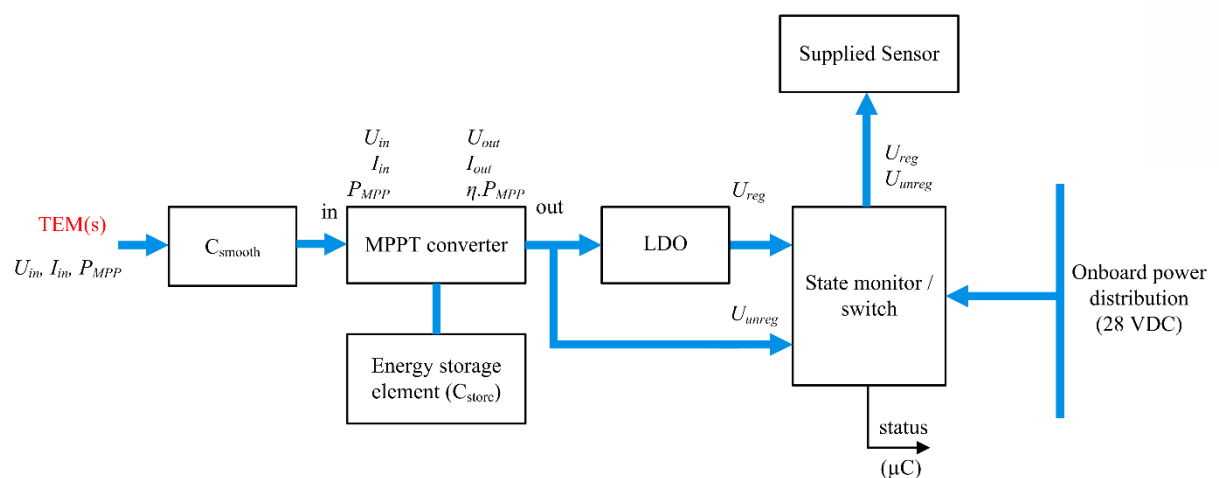 Supplied Sensor
U_in
I_in
P_MPP
U_out
I_out
η.P_MPP
U_reg
U_unreg
TEM(s)
U_in, I_in, P_MPP
C_smooth
in
MPPT converter
out
LDO
U_reg
U_unreg
State monitor /
switch
Onboard power
distribution
(28 VDC)
Energy storage
element (C_store)
status
(µC)